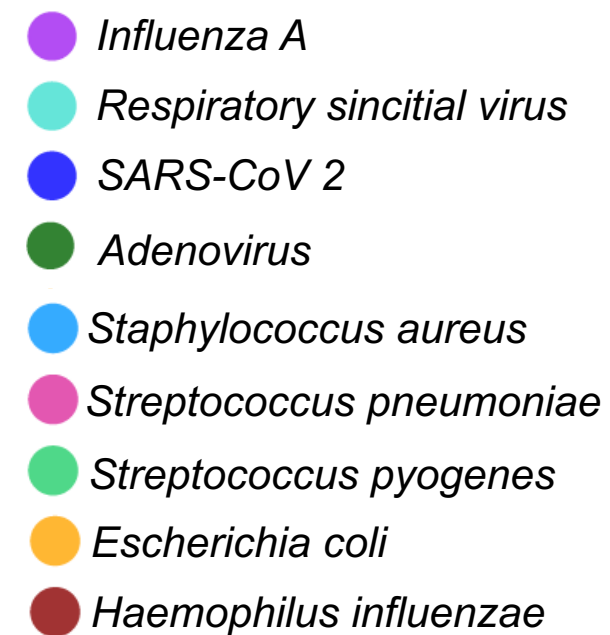 Influenza A
Respiratory sincitial virus
SARS-CoV 2
Adenovirus
Staphylococcus aureus
Streptococcus pneumoniae
Streptococcus pyogenes
Escherichia coli
Haemophilus influenzae